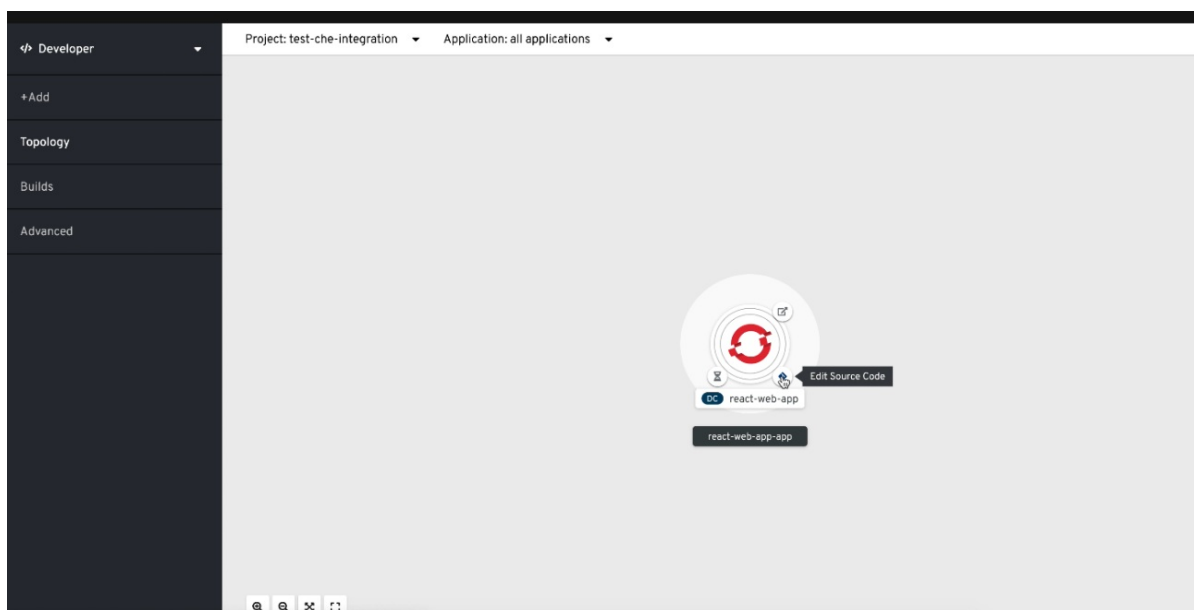 </> Developer
Project: test-che-integration Application: all applications
+Add
Topology
Builds
Advanced
Edit Source Code
DC react-web-app
react-web-app-app